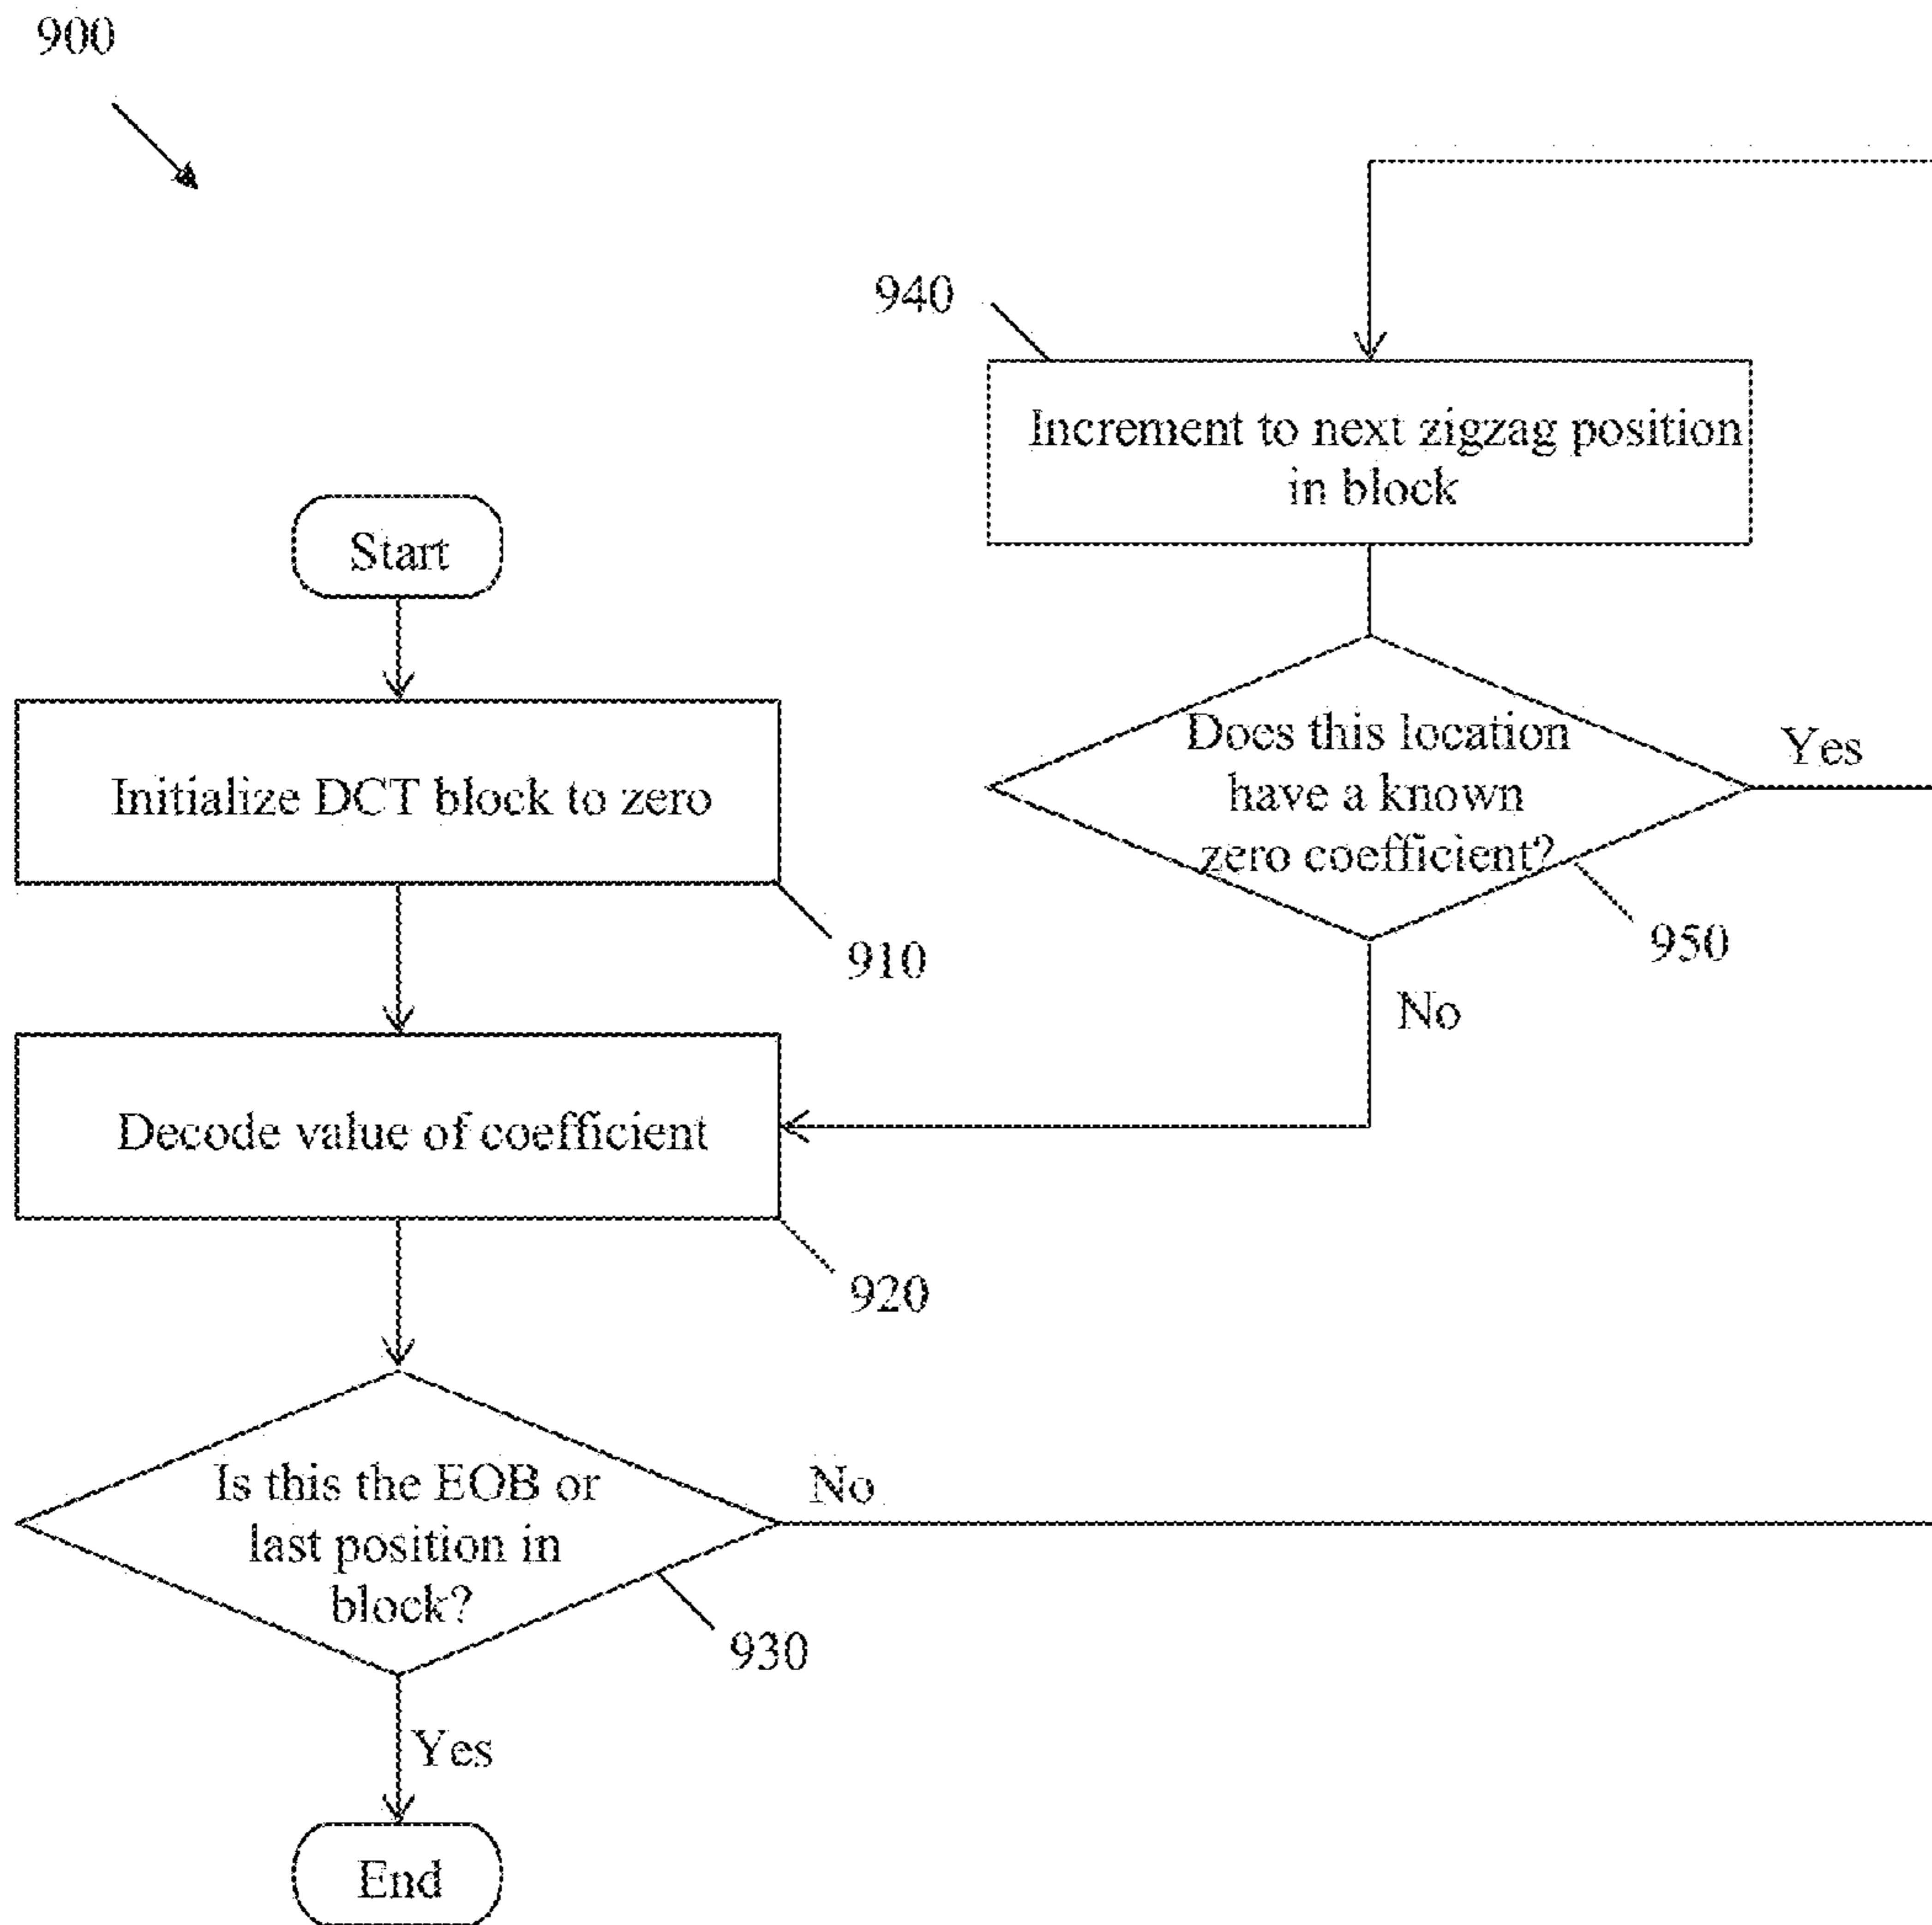 900
940
Increment to next zigzag position
in block
Start
Does this location
have a known
zero coefficient?
Yes
Initialize DCT block to zero
950
910
No
Decode value of coefficient
920
Is this the EOB or
last position in
block?
No
930
Yes
End